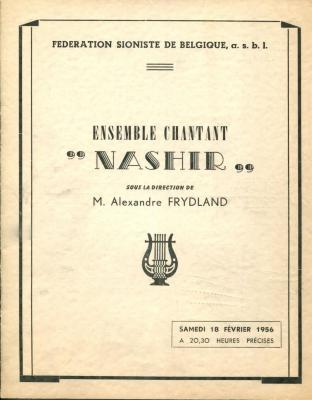 FEDERATION SIONISTE DE BELGIQUE, a. s. b. l.
ENSEMBLE CHANTANT
“ NASHIR „
SOUS LA DIRECTION DE
M. Alexandre FRYDLAND
SAMEDI 18 FÉVRIER 1956
A 20,30 HEURES PRÉCISES